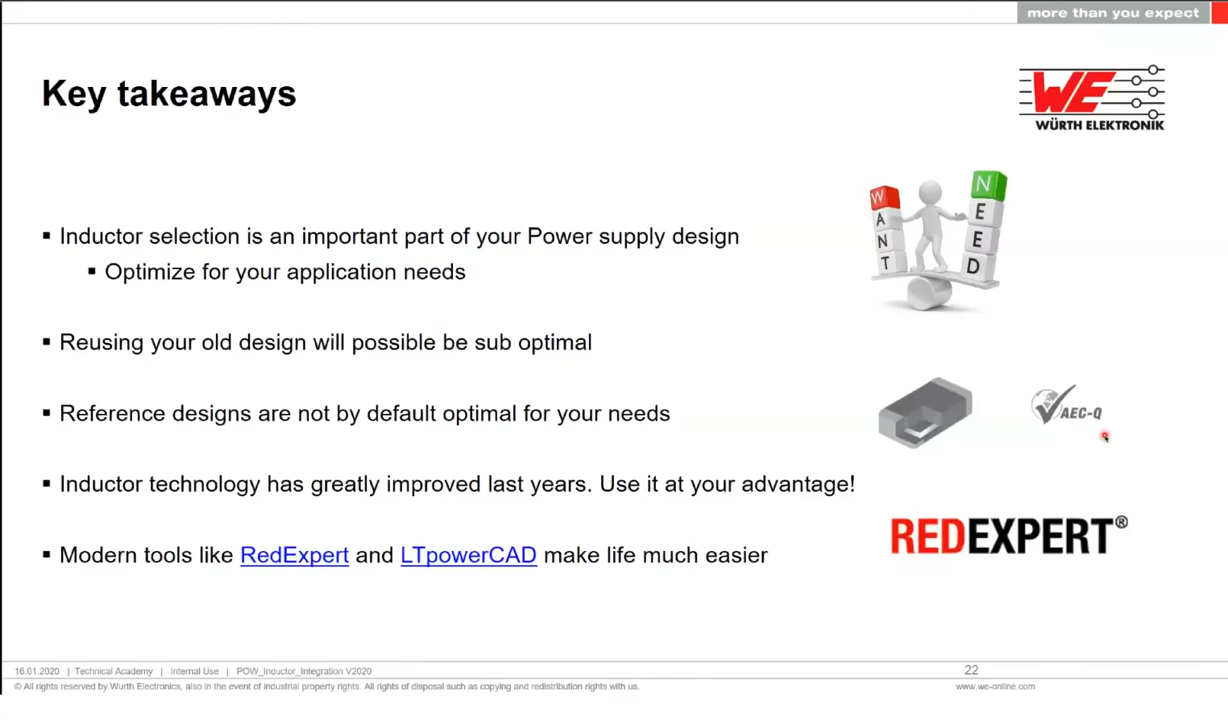 more than you expect
Key takeaways
WE
WÜRTH ELEKTRONIK
WANT
NEED
▪ Inductor selection is an important part of your Power supply design
▪ Optimize for your application needs
▪ Reusing your old design will possible be sub optimal
▪ Reference designs are not by default optimal for your needs
AEC-Q
▪ Inductor technology has greatly improved last years. Use it at your advantage!
REDEXPERT®
▪ Modern tools like RedExpert and LTpowerCAD make life much easier
16.01.2020 | Technical Academy | Internal Use | POW_Inductor_Integration V2020
22
© All rights reserved by Wurth Electronics, also in the event of industrial property rights. All rights of disposal such as copying and redistribution rights with us.
www.we-online.com